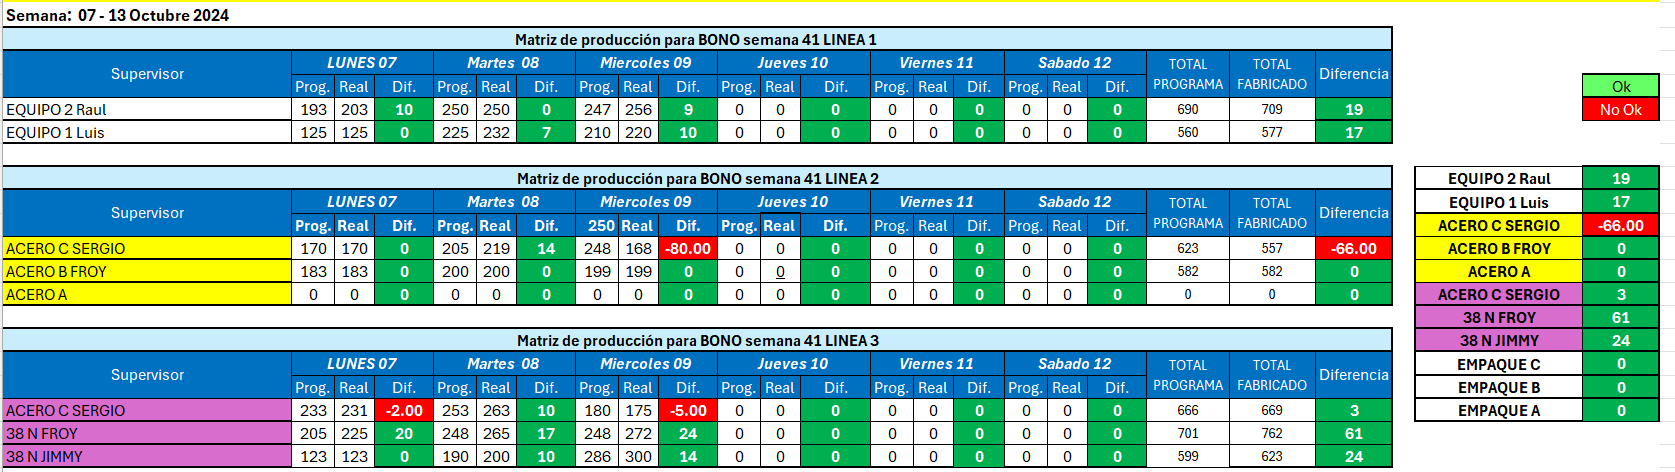 Semana: 07 - 13 Octubre 2024
Matriz de producción para BONO semana 41 LINEA 1
Supervisor LUNES 07 Martes 08 Miercoles 09 Jueves 10 Viernes 11 Sabado 12 TOTAL PROGRAMA TOTAL FABRICADO Diferencia
Prog. Real Dif. Prog. Real Dif. Prog. Real Dif. Prog. Real Dif. Prog. Real Dif. Prog. Real Dif.
EQUIPO 2 Raul 193 203 10 250 250 0 247 256 9 0 0 0 0 0 0 0 0 0 690 709 19
EQUIPO 1 Luis 125 125 0 225 232 7 210 220 10 0 0 0 0 0 0 0 0 0 560 577 17
Matriz de producción para BONO semana 41 LINEA 2
Supervisor LUNES 07 Martes 08 Miercoles 09 Jueves 10 Viernes 11 Sabado 12 TOTAL PROGRAMA TOTAL FABRICADO Diferencia
Prog. Real Dif. Prog. Real Dif. 250 Real Dif. Prog. Real Dif. Prog. Real Dif. Prog. Real Dif.
ACERO C SERGIO 170 170 0 205 219 14 248 168 -80.00 0 0 0 0 0 0 0 0 0 623 557 -66.00
ACERO B FROY 183 183 0 200 200 0 199 199 0 0 0 0 0 0 0 0 0 0 582 582 0
ACERO A 0 0 0 0 0 0 0 0 0 0 0 0 0 0 0 0 0 0 0 0 0
Matriz de producción para BONO semana 41 LINEA 3
Supervisor LUNES 07 Martes 08 Miercoles 09 Jueves 10 Viernes 11 Sabado 12 TOTAL PROGRAMA TOTAL FABRICADO Diferencia
Prog. Real Dif. Prog. Real Dif. Prog. Real Dif. Prog. Real Dif. Prog. Real Dif. Prog. Real Dif.
ACERO C SERGIO 233 231 -2.00 253 263 10 180 175 -5.00 0 0 0 0 0 0 0 0 0 666 669 3
38 N FROY 205 225 20 248 265 17 248 272 24 0 0 0 0 0 0 0 0 0 701 762 61
38 N JIMMY 123 123 0 190 200 10 286 300 14 0 0 0 0 0 0 0 0 0 599 623 24
Ok
No Ok
EQUIPO 2 Raul 19
EQUIPO 1 Luis 17
ACERO C SERGIO -66.00
ACERO B FROY 0
ACERO A 0
ACERO C SERGIO 3
38 N FROY 61
38 N JIMMY 24
EMPAQUE C 0
EMPAQUE B 0
EMPAQUE A 0